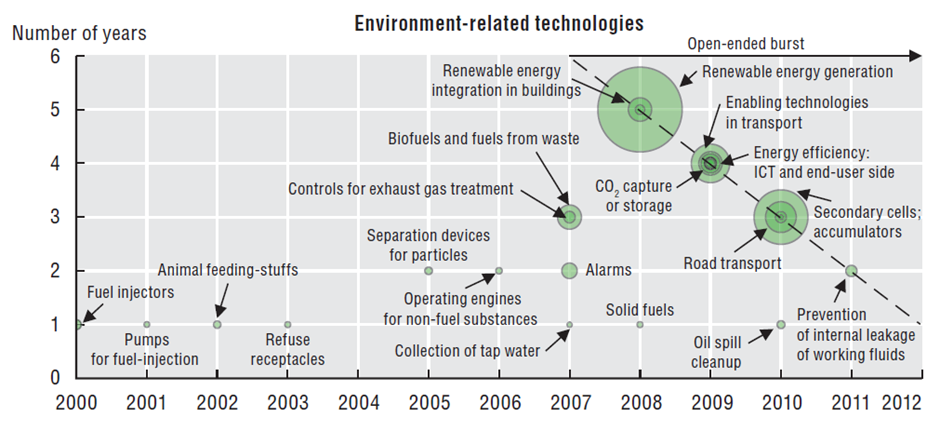 Environment-related technologies
Number of years
Open-ended burst
6
5
4
3
2
1
0
Renewable energy
integration in buildings
Renewable energy generation
Enabling technologies
in transport
Biofuels and fuels from waste
Energy efficiency:
ICT and end-user side
Controls for exhaust gas treatment
CO₂ capture
or storage
Secondary cells;
accumulators
Separation devices
for particles
Road transport
Animal feeding-stuffs
Alarms
Fuel injectors
Operating engines
for non-fuel substances
Solid fuels
Prevention
of internal leakage
of working fluids
Pumps
for fuel-injection
Refuse
receptacles
Collection of tap water
Oil spill
cleanup
2000 2001 2002 2003 2004 2005 2006 2007 2008 2009 2010 2011 2012